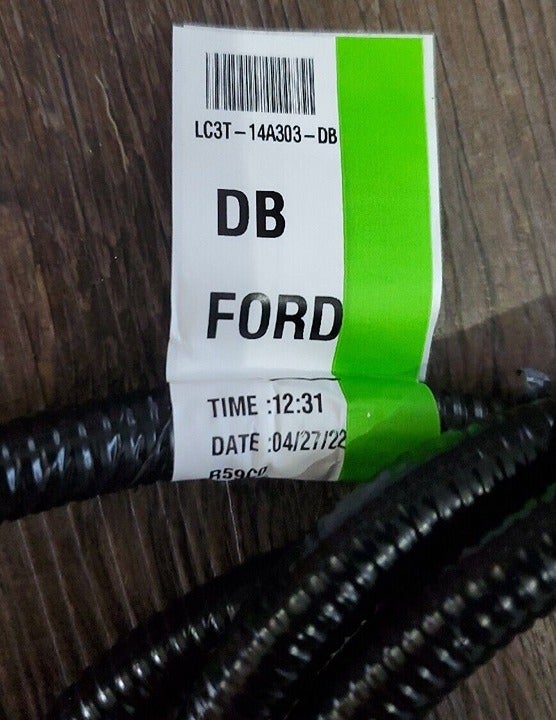 LC3T-14A303-DB
DB
FORD
TIME :12:31
DATE :04/27/22